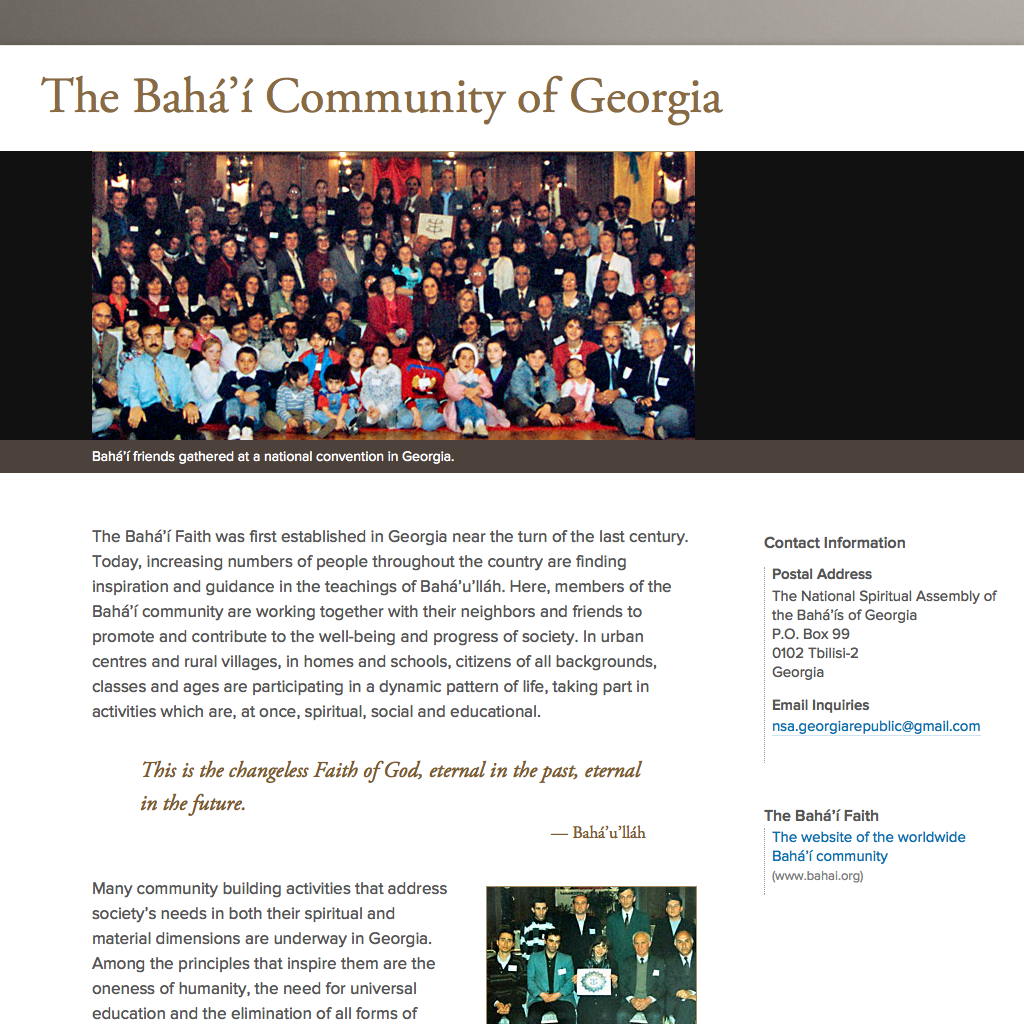 The Bahá’í Community of Georgia
Bahá’í friends gathered at a national convention in Georgia.
The Bahá’í Faith was first established in Georgia near the turn of the last century.
Today, increasing numbers of people throughout the country are finding
inspiration and guidance in the teachings of Bahá’u’lláh. Here, members of the
Bahá’í community are working together with their neighbors and friends to
promote and contribute to the well-being and progress of society. In urban
centres and rural villages, in homes and schools, citizens of all backgrounds,
classes and ages are participating in a dynamic pattern of life, taking part in
activities which are, at once, spiritual, social and educational.
This is the changeless Faith of God, eternal in the past, eternal
in the future.
— Bahá’u’lláh
Many community building activities that address
society’s needs in both their spiritual and
material dimensions are underway in Georgia.
Among the principles that inspire them are the
oneness of humanity, the need for universal
education and the elimination of all forms of
Contact Information
Postal Address
The National Spiritual Assembly of
the Bahá’ís of Georgia
P.O. Box 99
0102 Tbilisi-2
Georgia
Email Inquiries
nsa.georgiarepublic@gmail.com
The Bahá’í Faith
The website of the worldwide
Bahá’í community
(www.bahai.org)